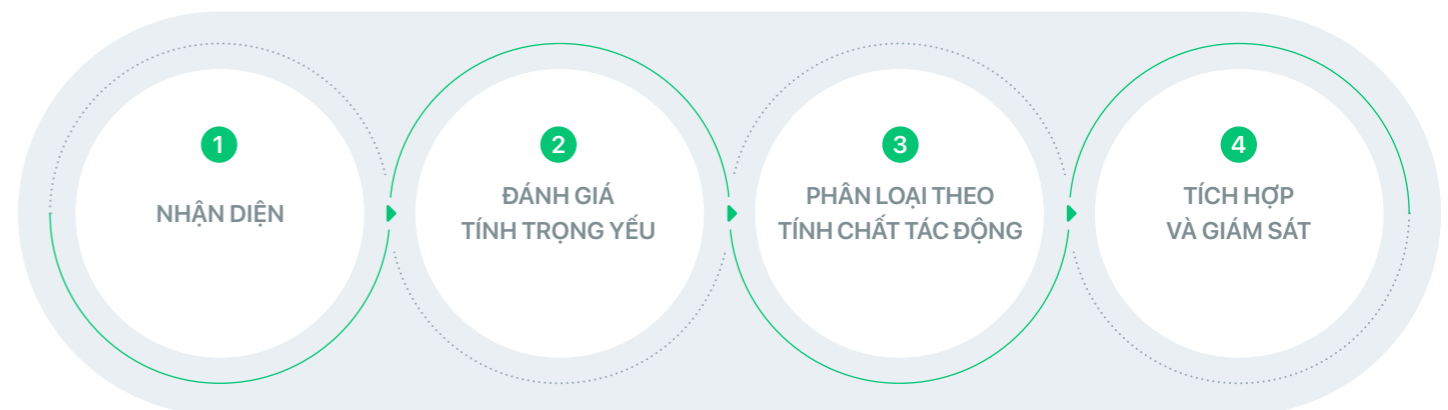 1
NHẬN DIỆN
2
ĐÁNH GIÁ
TÍNH TRỌNG YẾU
3
PHÂN LOẠI THEO
TÍNH CHẤT TÁC ĐỘNG
4
TÍCH HỢP
VÀ GIÁM SÁT